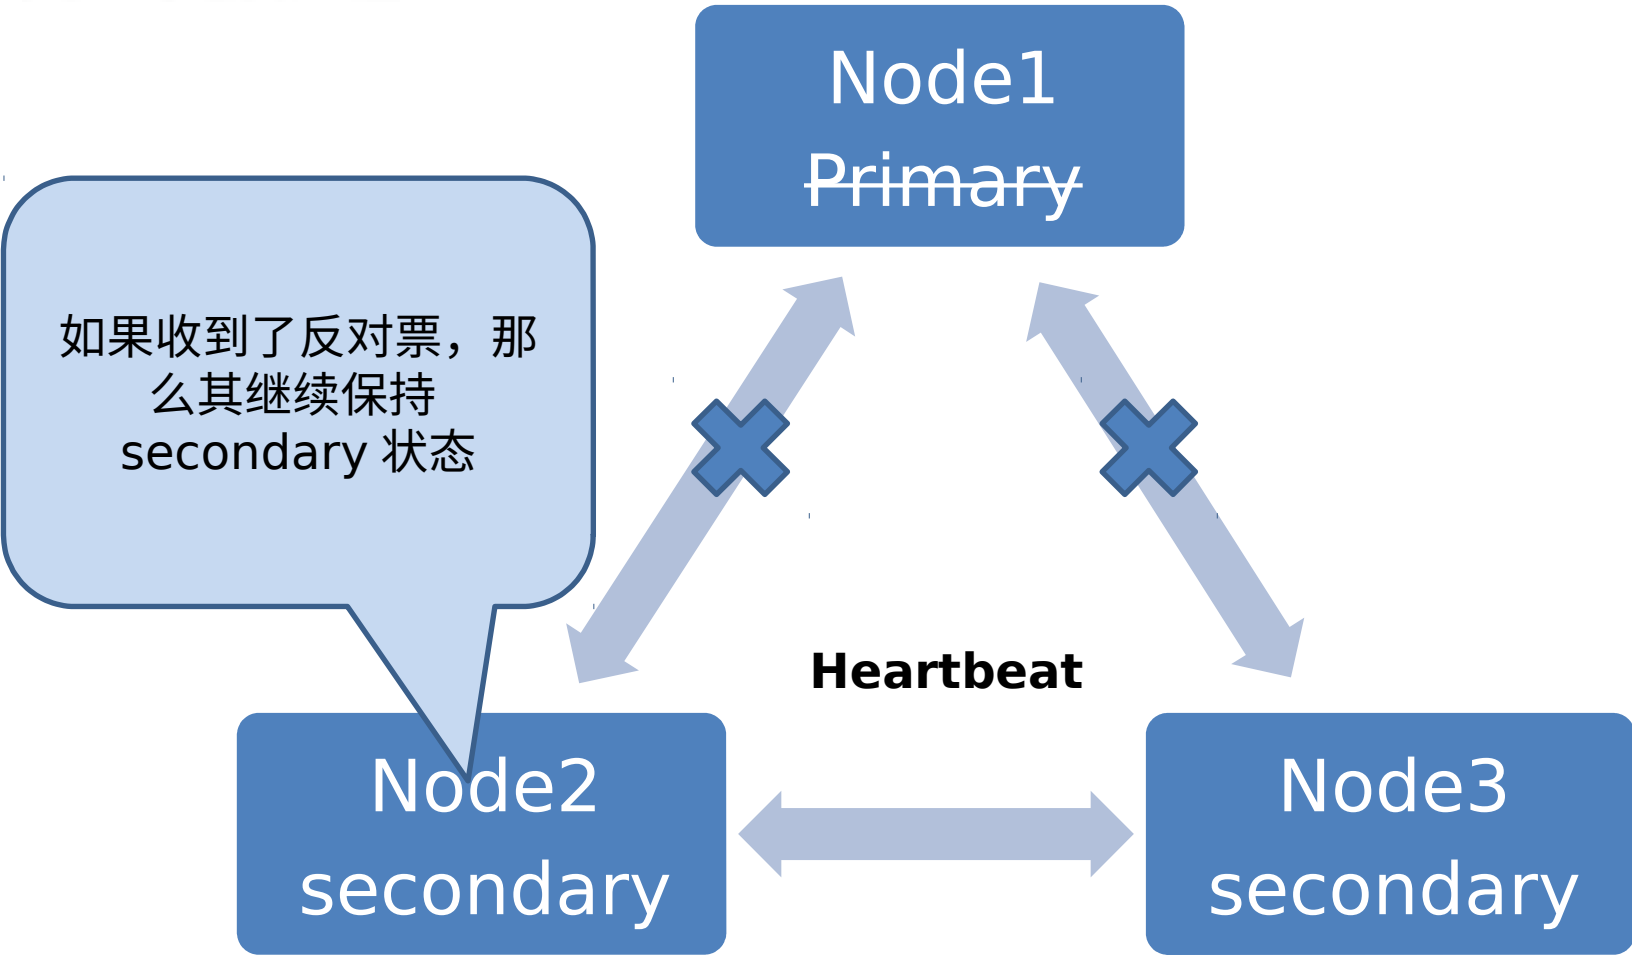 Node1
Primary
如果收到了反对票，那
么其继续保持
secondary 状态
Heartbeat
Node2
secondary
Node3
secondary